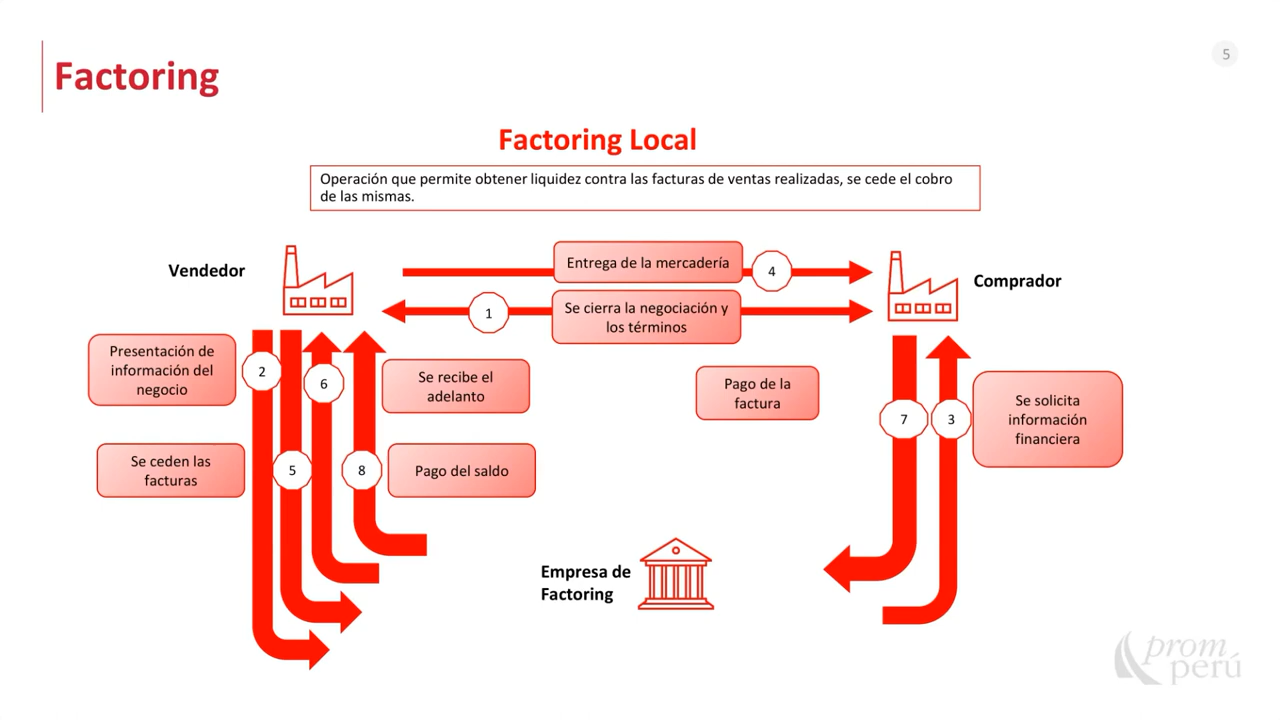 5
Factoring
Factoring Local
Operación que permite obtener liquidez contra las facturas de ventas realizadas, se cede el cobro
de las mismas.
Vendedor
Entrega de la mercadería
4
Comprador
1
Se cierra la negociación y
los términos
Presentación de
información del
negocio
2
6
Se recibe el
adelanto
Pago de la
factura
7
3
Se solicita
información
financiera
Se ceden las
facturas
5
8
Pago del saldo
Empresa de
Factoring
prom
perú